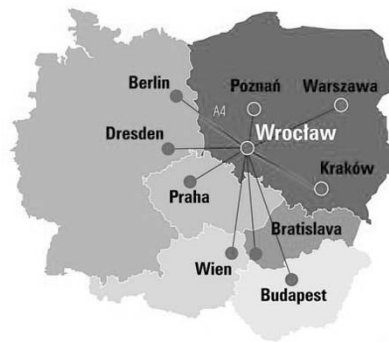 Berlin
Poznań
Warszawa
A4
Dresden
Wrocław
Kraków
Praha
Bratislava
Wien
Budapest